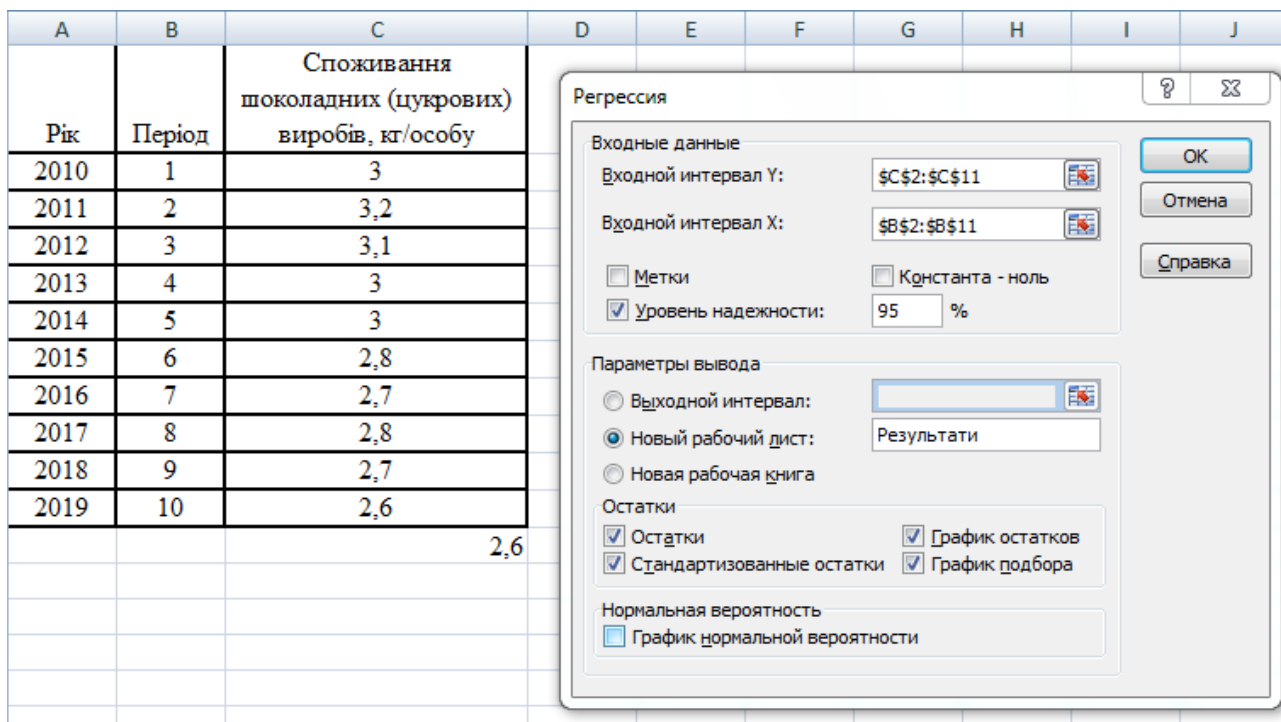 A B C D E F G H I J
Споживання
шоколадних (цукрових)
Рік Період виробів, кг/особу
2010 1 3
2011 2 3,2
2012 3 3,1
2013 4 3
2014 5 3
2015 6 2,8
2016 7 2,7
2017 8 2,8
2018 9 2,7
2019 10 2,6
2,6
Регрессия
Входные данные
Входной интервал Y: $C$2:$C$11
Входной интервал X: $B$2:$B$11
Метки Константа - ноль
Уровень надежности: 95 %
Параметры вывода
Выходной интервал:
Новый рабочий лист: Результати
Новая рабочая книга
Остатки
Остатки График остатков
Стандартизованные остатки График подбора
Нормальная вероятность
График нормальной вероятности
?
ОК
Отмена
Справка